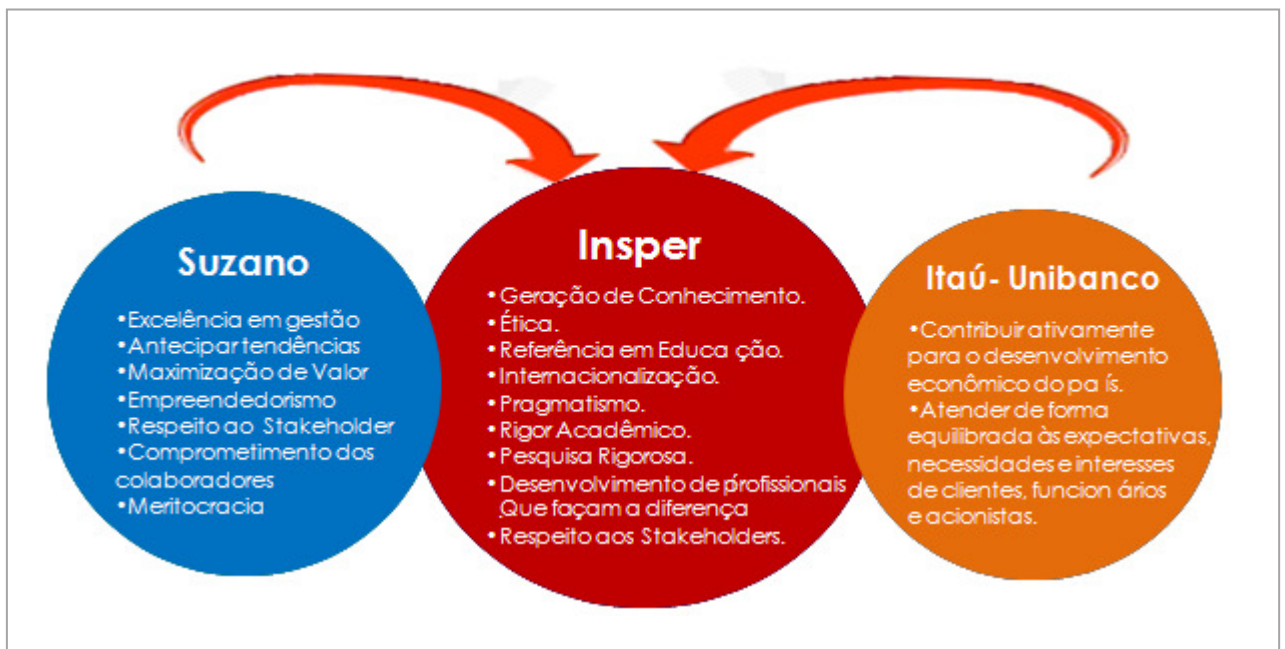 Suzano
•Excelência em gestão
•Antecipar tendências
•Maximização de Valor
•Empreendedorismo
•Respeito ao Stakeholder
•Comprometimento dos
colaboradores
•Meritocracia
Insper
•Geração de Conhecimento.
•Ética.
•Referência em Educa ção.
•Internacionalização.
•Pragmatismo.
•Rigor Acadêmico.
•Pesquisa Rigorosa.
•Desenvolvimento de profissionais
Que façam a diferença
•Respeito aos Stakeholders.
Itaú- Unibanco
•Contribuir ativamente
para o desenvolvimento
econômico do pa ís.
•Atender de forma
equilibrada às expectativas,
necessidades e interesses
de clientes, funcion ários
e acionistas.